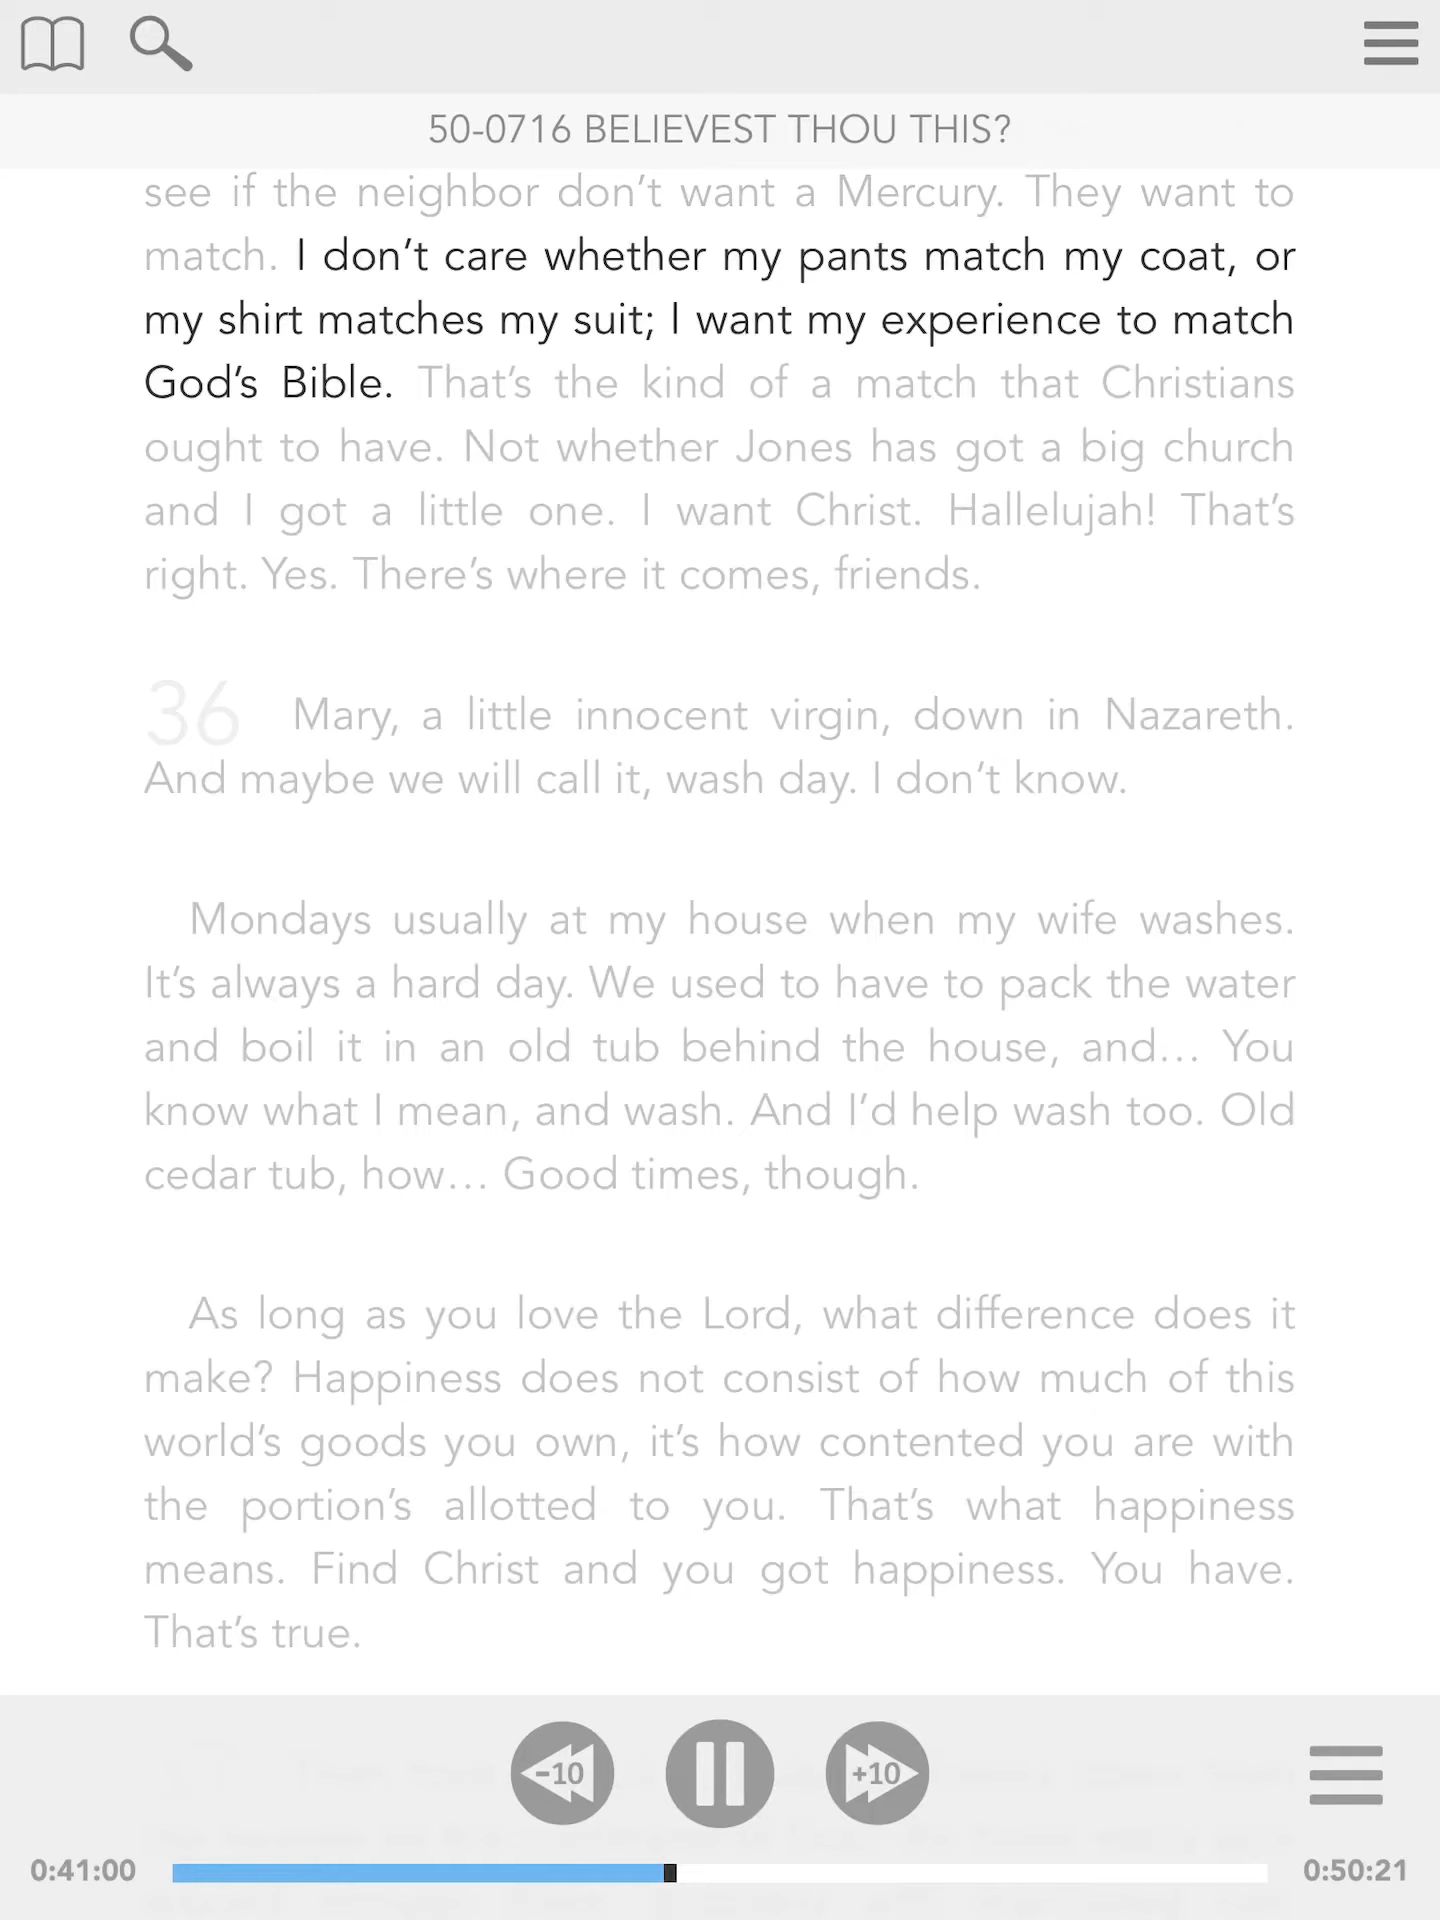 50-0716 BELIEVEST THOU THIS?
see if the neighbor don’t want a Mercury. They want to
match. I don’t care whether my pants match my coat, or
my shirt matches my suit; I want my experience to match
God’s Bible. That’s the kind of a match that Christians
ought to have. Not whether Jones has got a big church
and I got a little one. I want Christ. Hallelujah! That’s
right. Yes. There’s where it comes, friends.
36 Mary, a little innocent virgin, down in Nazareth.
And maybe we will call it, wash day. I don’t know.
Mondays usually at my house when my wife washes.
It’s always a hard day. We used to have to pack the water
and boil it in an old tub behind the house, and… You
know what I mean, and wash. And I’d help wash too. Old
cedar tub, how… Good times, though.
As long as you love the Lord, what difference does it
make? Happiness does not consist of how much of this
world’s goods you own, it’s how contented you are with
the portion’s allotted to you. That’s what happiness
means. Find Christ and you got happiness. You have.
That’s true.
-10 +10
0:41:00 0:50:21